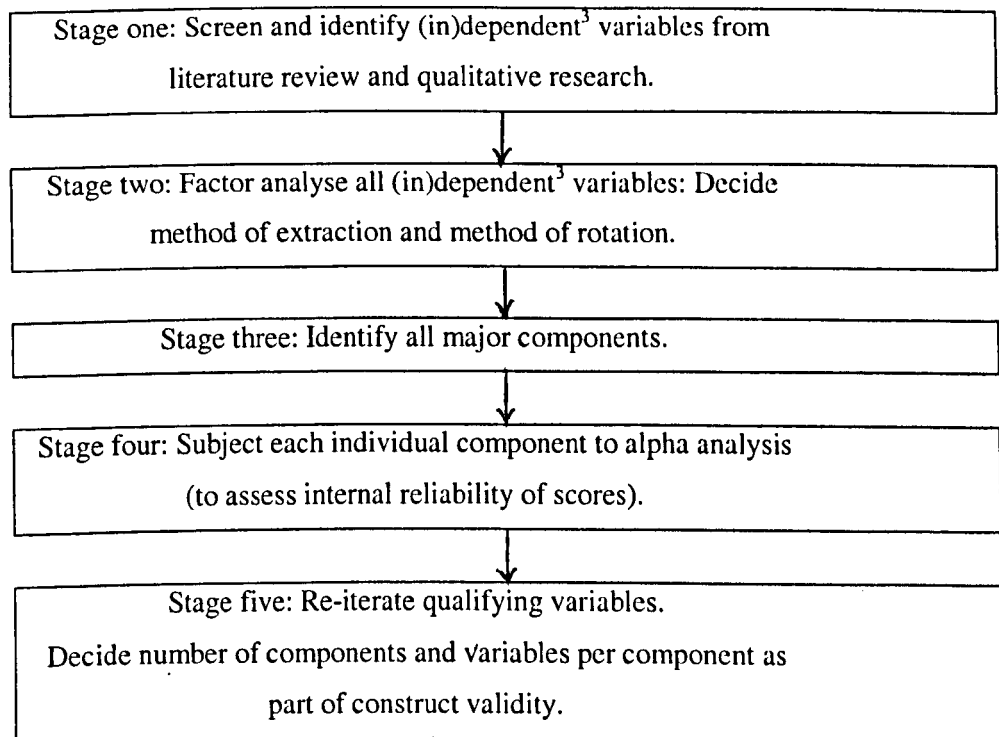 Stage one: Screen and identify (in)dependent³ variables from
literature review and qualitative research.
Stage two: Factor analyse all (in)dependent³ variables: Decide
method of extraction and method of rotation.
Stage three: Identify all major components.
Stage four: Subject each individual component to alpha analysis
(to assess internal reliability of scores).
Stage five: Re-iterate qualifying variables.
Decide number of components and variables per component as
part of construct validity.